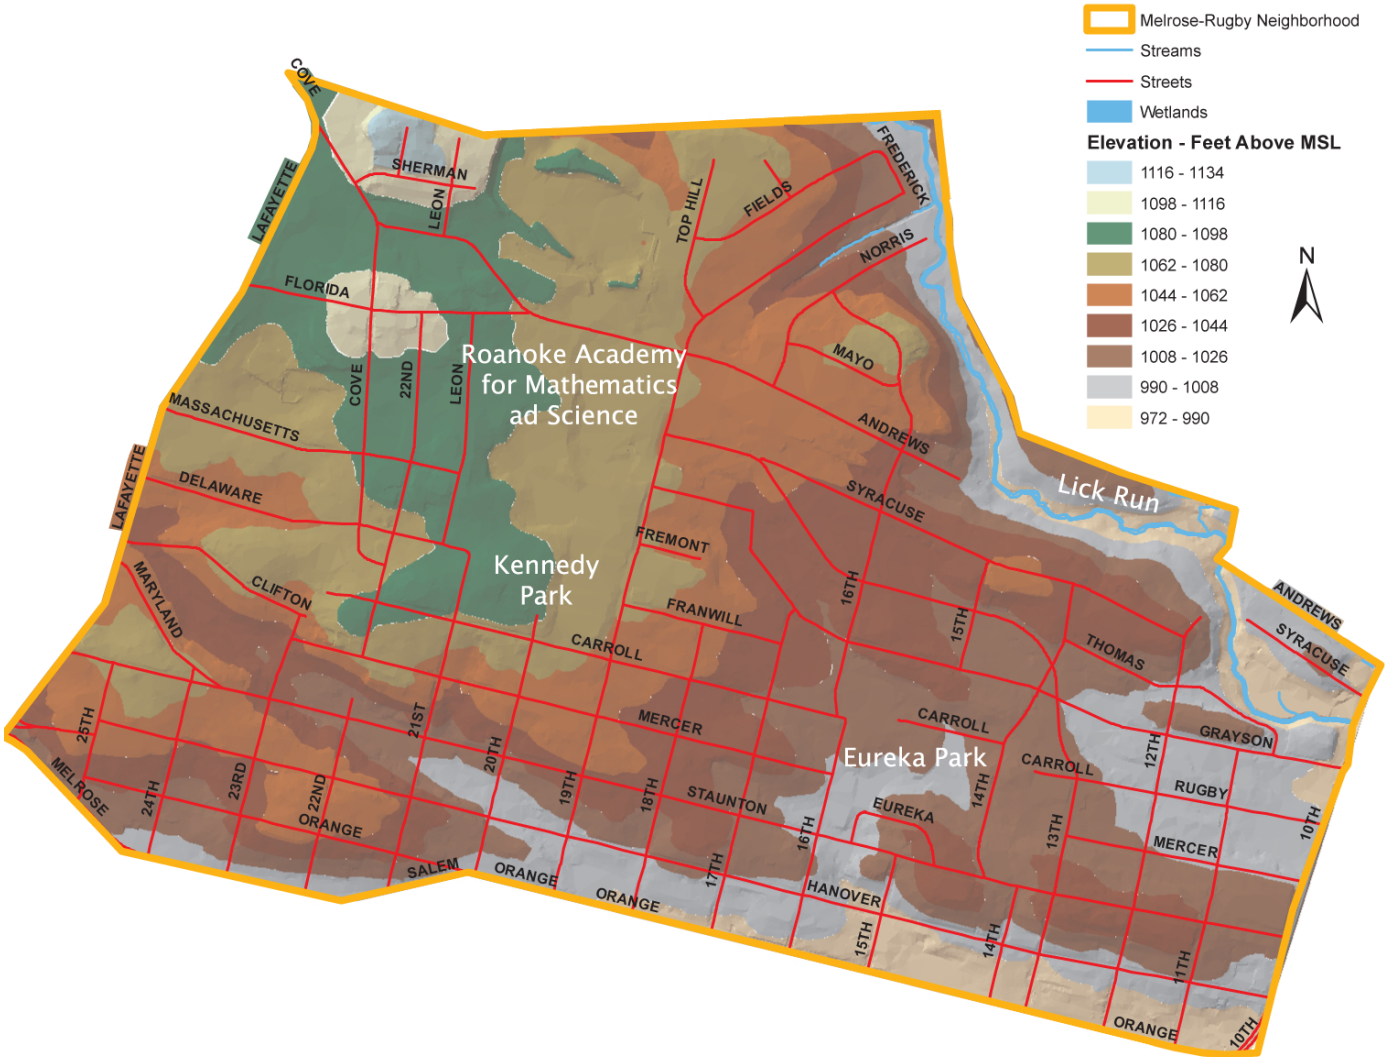 Melrose-Rugby Neighborhood
Streams
Streets
Wetlands
Elevation - Feet Above MSL
1116 - 1134
1098 - 1116
1080 - 1098
1062 - 1080
1044 - 1062
1026 - 1044
1008 - 1026
990 - 1008
972 - 990
N
COVE
LAFAYETTE
SHERMAN
LEON
TOP HILL
FIELDS
FREDERICK
NORRIS
FLORIDA
MAYO
Roanoke Academy
for Mathematics
ad Science
COVE
22ND
LEON
MASSACHUSETTS
ANDREWS
LAFAYETTE
DELAWARE
SYRACUSE
Lick Run
FREMONT
Kennedy
Park
MARYLAND
CLIFTON
FRANWILL
16TH
15TH
ANDREWS
SYRACUSE
CARROLL
THOMAS
25TH
21ST
MERCER
CARROLL
GRAYSON
20TH
Eureka Park
CARROLL
12TH
MELROSE
24TH
23RD
22ND
19TH
18TH
STAUNTON
14TH
RUGBY
ORANGE
EUREKA
16TH
13TH
10TH
MERCER
SALEM
ORANGE
17TH
ORANGE
HANOVER
15TH
14TH
11TH
ORANGE
10TH